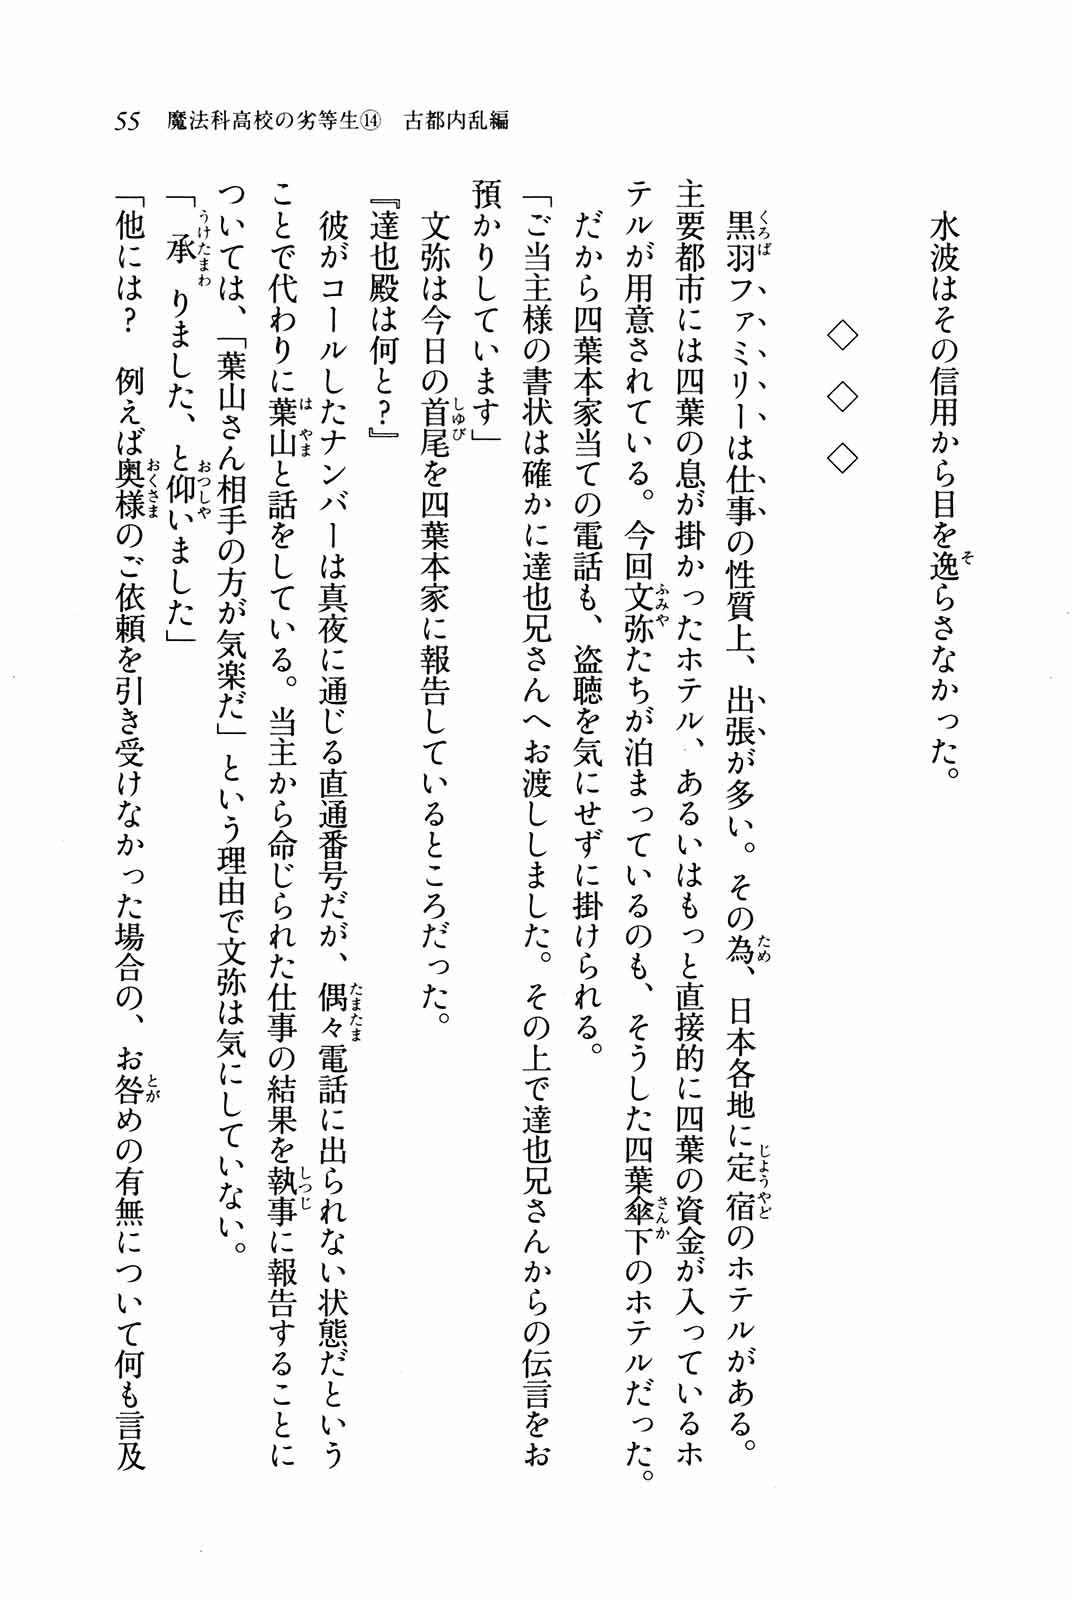 55　魔法科高校の劣等生⑭　古都内乱編
水波はその信用から目を逸らさなかった。
◇　◇　◇
黒羽ファミリーは仕事の性質上、出張が多い。その為、日本各地に定宿のホテルがある。
主要都市には四葉の息が掛かったホテル、あるいはもっと直接的に四葉の資金が入っているホ
テルが用意されている。今回文弥たちが泊まっているのも、そうした四葉傘下のホテルだった。
だから四葉本家当ての電話も、盗聴を気にせずに掛けられる。
「ご当主様の書状は確かに達也兄さんへお渡ししました。その上で達也兄さんからの伝言をお
預かりしています」
文弥は今日の首尾を四葉本家に報告しているところだった。
『達也殿は何と？』
彼がコールしたナンバーは真夜に通じる直通番号だが、偶々電話に出られない状態だという
ことで代わりに葉山と話をしている。当主から命じられた仕事の結果を執事に報告することに
ついては、「葉山さん相手の方が気楽だ」という理由で文弥は気にしていない。
「承りました、と仰いました」
「他には？　例えば奥様のご依頼を引き受けなかった場合の、お咎めの有無について何も言及